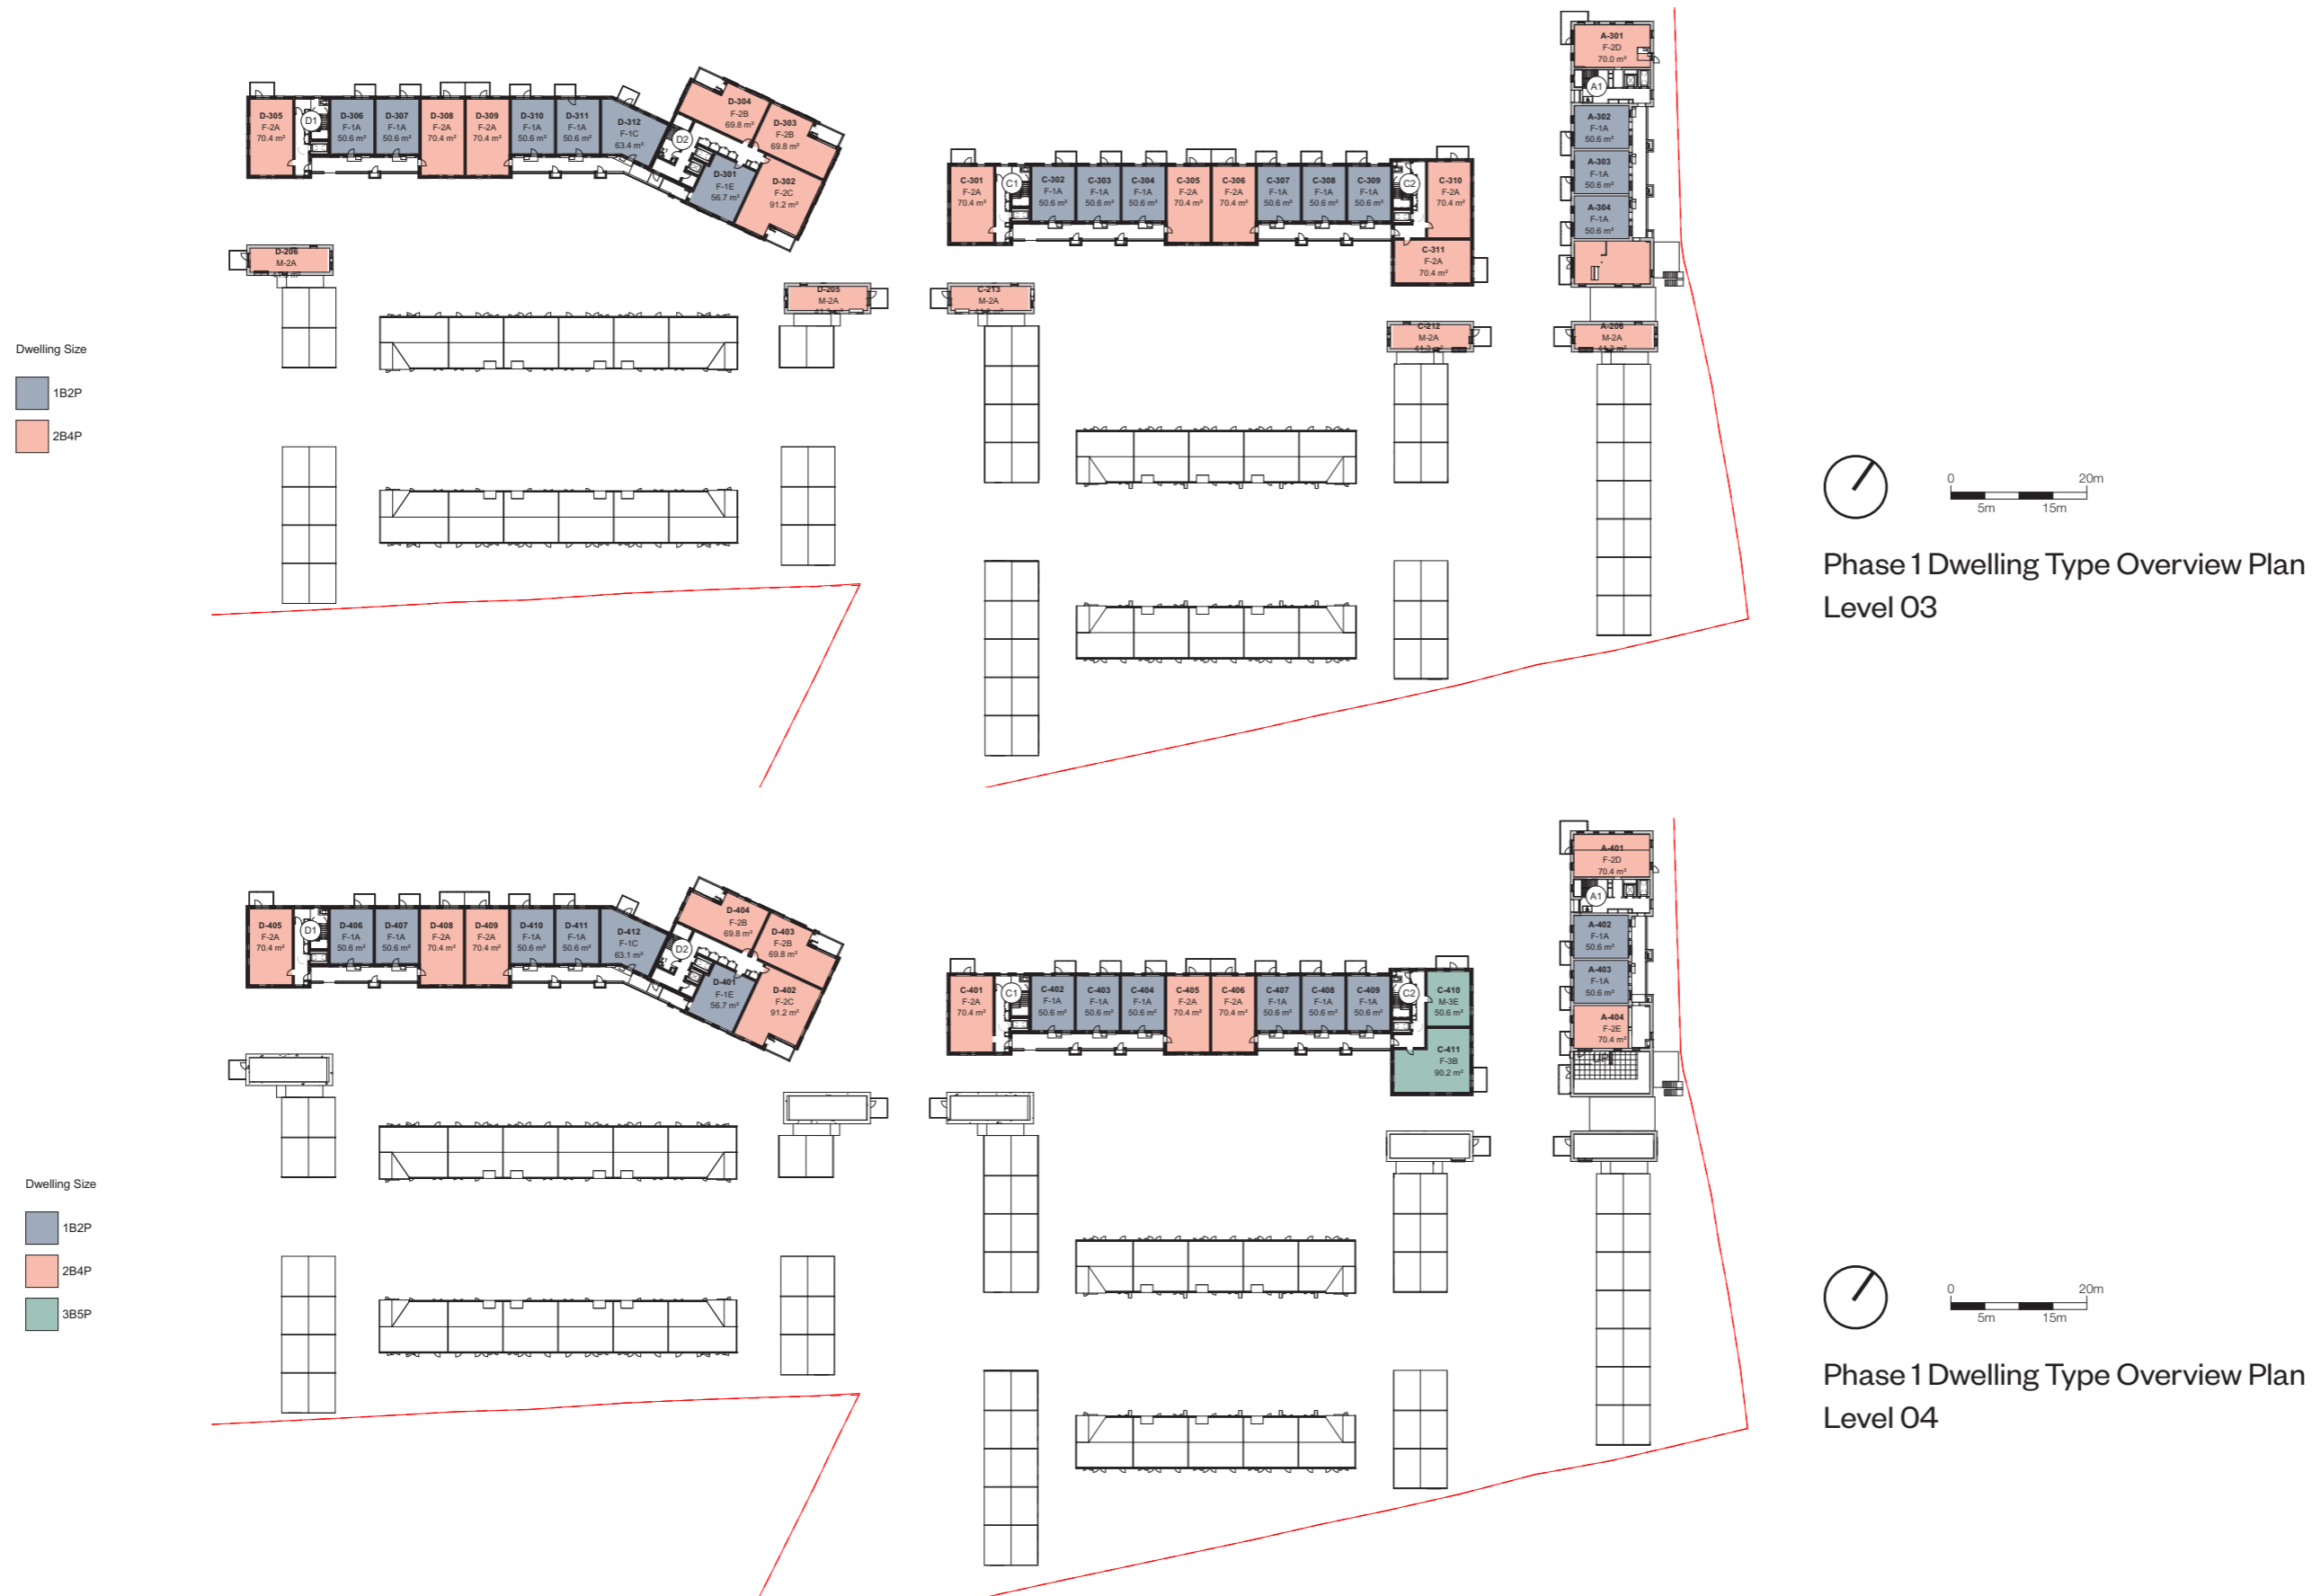 Dwelling Size
1B2P
2B4P
D-305
F-2A
70.4 m²
D1
D-306
F-1A
50.6 m²
D-307
F-1A
50.6 m²
D-308
F-2A
70.4 m²
D-309
F-2A
70.4 m²
D-310
F-1A
50.6 m²
D-311
F-1A
50.6 m²
D-312
F-1C
63.4 m²
D2
D-304
F-2B
69.8 m²
D-303
F-2B
69.8 m²
D-301
F-1E
56.7 m²
D-302
F-2C
91.2 m²
D-206
M-2A
D-205
M-2A
C-301
F-2A
70.4 m²
C1
C-302
F-1A
50.6 m²
C-303
F-1A
50.6 m²
C-304
F-1A
50.6 m²
C-305
F-2A
70.4 m²
C-306
F-2A
70.4 m²
C-307
F-1A
50.6 m²
C-308
F-1A
50.6 m²
C-309
F-1A
50.6 m²
C2
C-310
F-2A
70.4 m²
C-311
F-2A
70.4 m²
C-213
M-2A
C-212
M-2A
41.3 m²
A-301
F-2D
70.0 m²
A1
A-302
F-1A
50.6 m²
A-303
F-1A
50.6 m²
A-304
F-1A
50.6 m²
A-206
M-2A
0
20m
5m
15m
Phase 1 Dwelling Type Overview Plan
Level 03
Dwelling Size
1B2P
2B4P
3B5P
D-405
F-2A
70.4 m²
D1
D-406
F-1A
50.6 m²
D-407
F-1A
50.6 m²
D-408
F-2A
70.4 m²
D-409
F-2A
70.4 m²
D-410
F-1A
50.6 m²
D-411
F-1A
50.6 m²
D-412
F-1C
63.1 m²
D2
D-404
F-2B
69.8 m²
D-403
F-2B
69.8 m²
D-401
F-1E
56.7 m²
D-402
F-2C
91.2 m²
C-401
F-2A
70.4 m²
C1
C-402
F-1A
50.6 m²
C-403
F-1A
50.6 m²
C-404
F-1A
50.6 m²
C-405
F-2A
70.4 m²
C-406
F-2A
70.4 m²
C-407
F-1A
50.6 m²
C-408
F-1A
50.6 m²
C-409
F-1A
50.6 m²
C2
C-410
M-3E
50.6 m²
C-411
F-3B
90.2 m²
A-401
F-2D
70.4 m²
A1
A-402
F-1A
50.6 m²
A-403
F-1A
50.6 m²
A-404
F-2E
70.4 m²
0
20m
5m
15m
Phase 1 Dwelling Type Overview Plan
Level 04